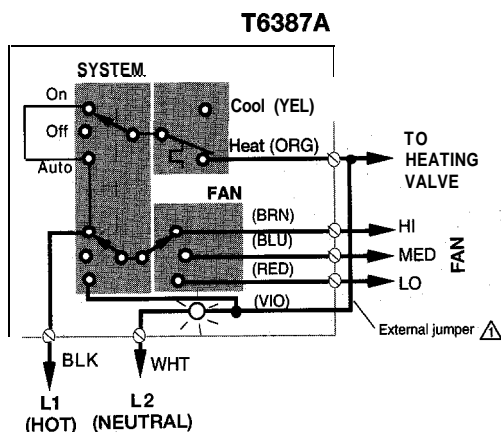 T6387A
SYSTEM
On
Off
Auto
Cool (YEL)
Heat (ORG)
TO
HEATING
VALVE
FAN
(BRN)
(BLU)
(RED)
(VIO)
HI
MED
LO
FAN
External jumper 1
BLK
WHT
L1
(HOT)
L2
(NEUTRAL)